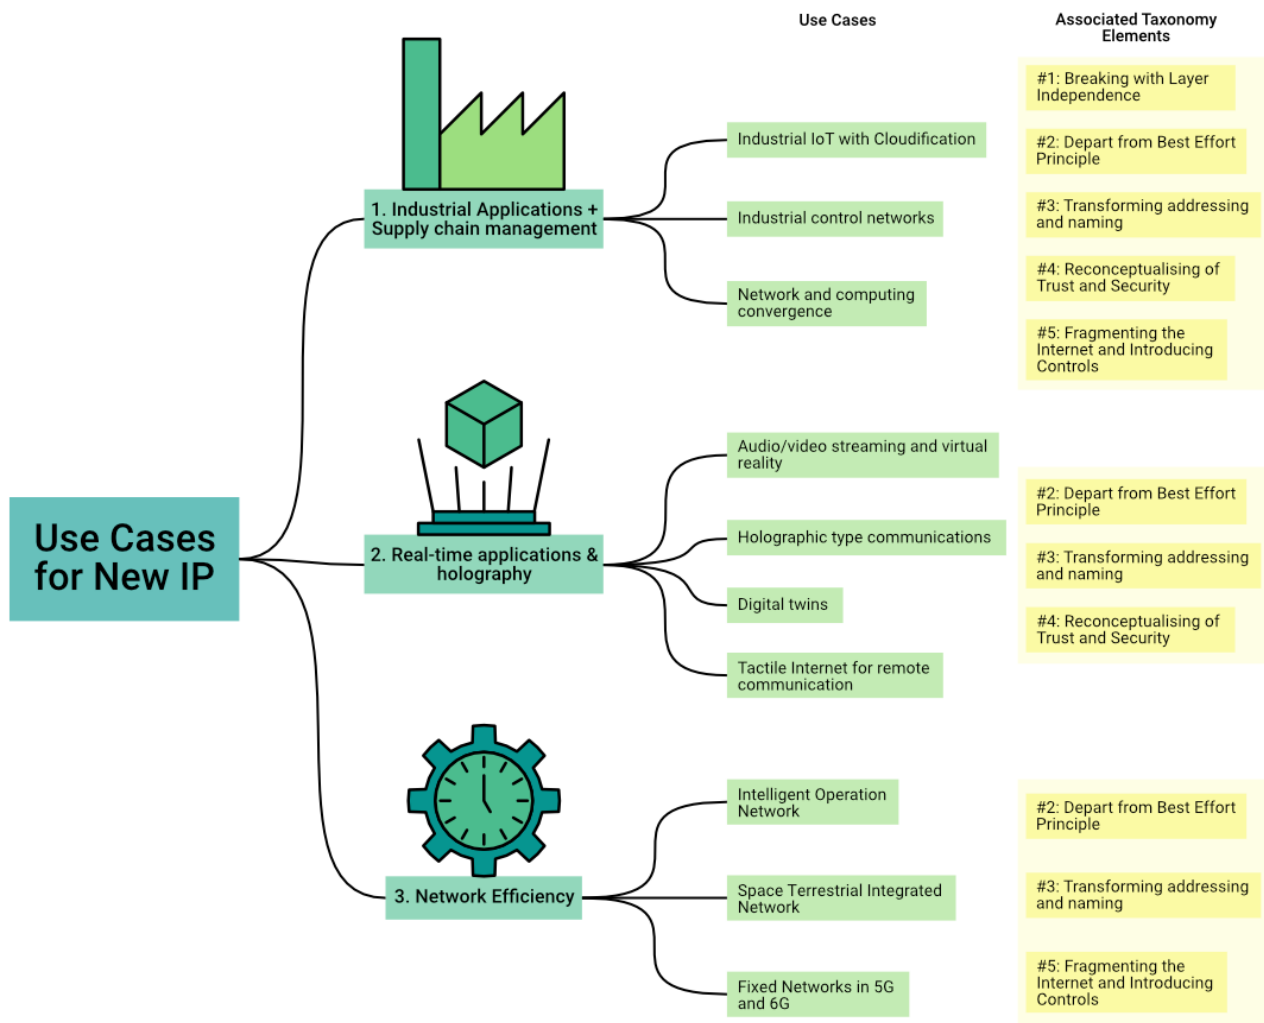 Use Cases
Associated Taxonomy
Elements
Use Cases
for New IP
1. Industrial Applications +
Supply chain management
Industrial IoT with Cloudification
Industrial control networks
Network and computing
convergence
#1: Breaking with Layer
Independence
#2: Depart from Best Effort
Principle
#3: Transforming addressing
and naming
#4: Reconceptualising of
Trust and Security
#5: Fragmenting the
Internet and Introducing
Controls
2. Real-time applications &
holography
Audio/video streaming and virtual
reality
Holographic type communications
Digital twins
Tactile Internet for remote
communication
#2: Depart from Best Effort
Principle
#3: Transforming addressing
and naming
#4: Reconceptualising of
Trust and Security
3. Network Efficiency
Intelligent Operation
Network
Space Terrestrial Integrated
Network
Fixed Networks in 5G
and 6G
#2: Depart from Best Effort
Principle
#3: Transforming addressing
and naming
#5: Fragmenting the
Internet and Introducing
Controls